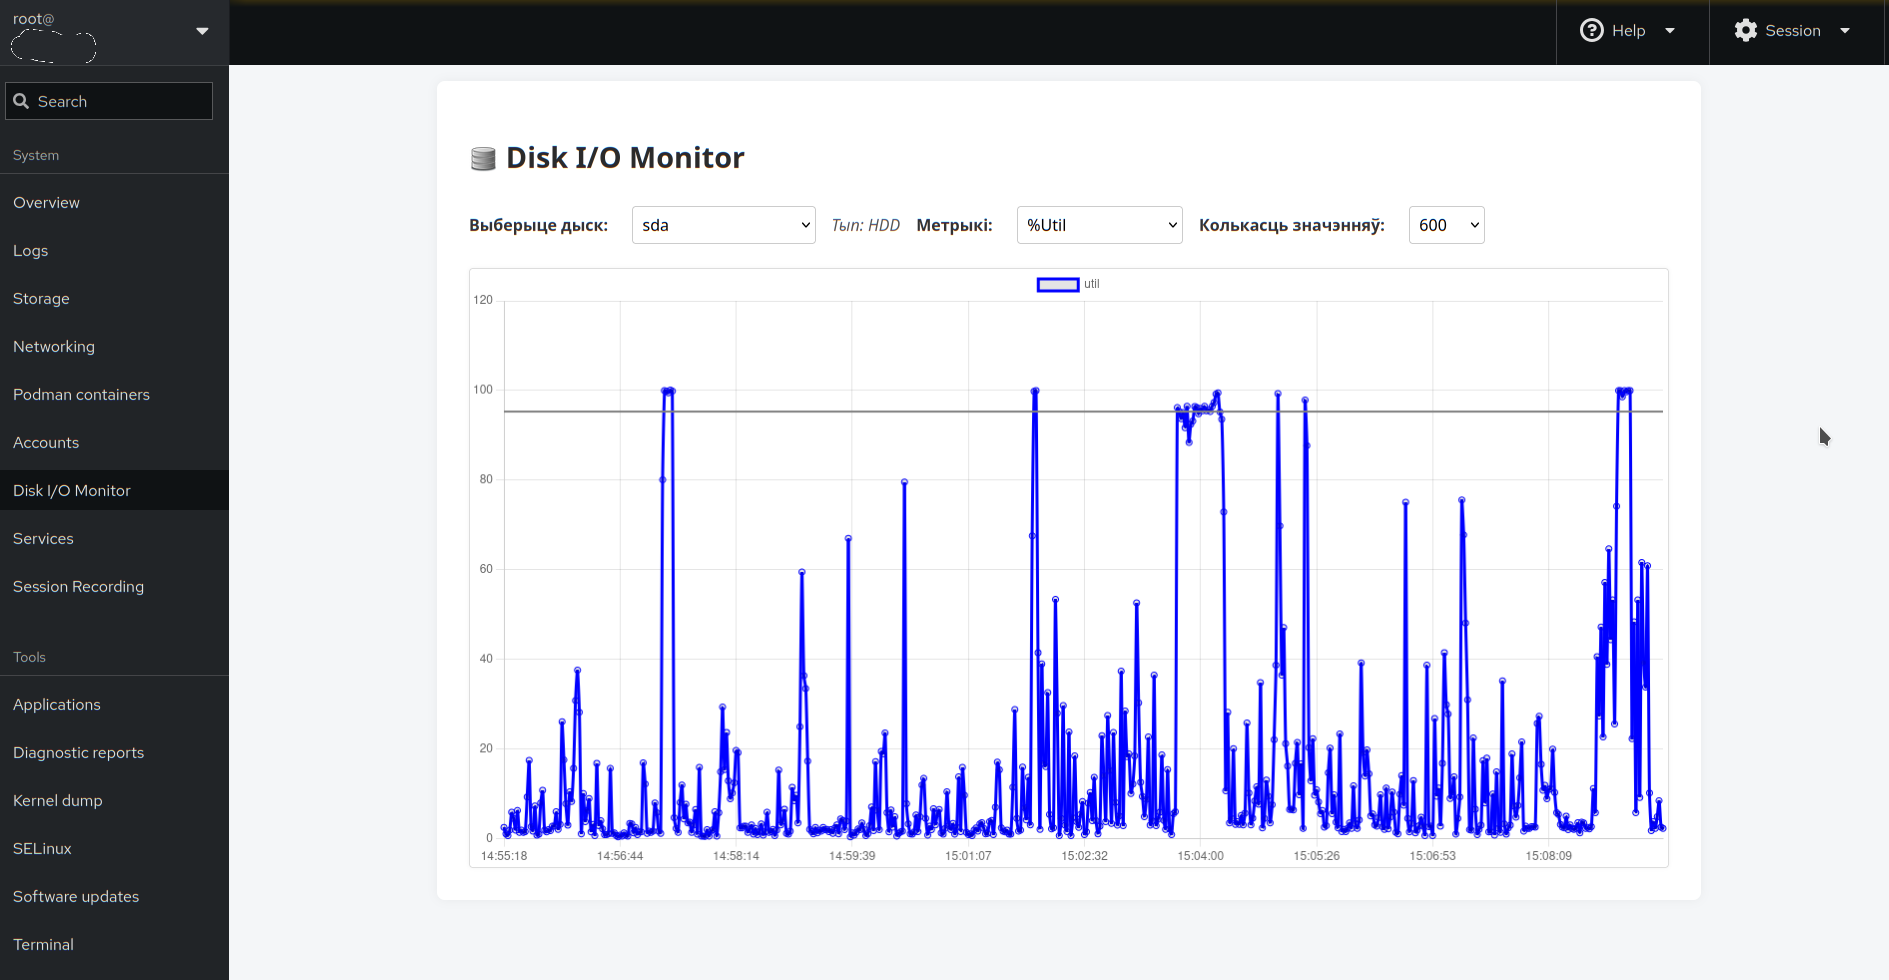 root@
Help
Session
Search
System
Overview
Logs
Storage
Networking
Podman containers
Accounts
Disk I/O Monitor
Services
Session Recording
Tools
Applications
Diagnostic reports
Kernel dump
SELinux
Software updates
Terminal
Disk I/O Monitor
Выберыце дыск: sda Тып: HDD Метрыкі: %Util Колькасць значэнняў: 600
util
120
100
80
60
40
20
0
14:55:18 14:56:44 14:58:14 14:59:39 15:01:07 15:02:32 15:04:00 15:05:26 15:06:53 15:08:09